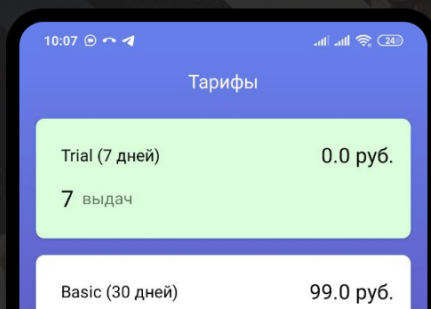 10:07 24
Тарифы
Trial (7 дней) 0.0 руб.
7 выдач
Basic (30 дней) 99.0 руб.